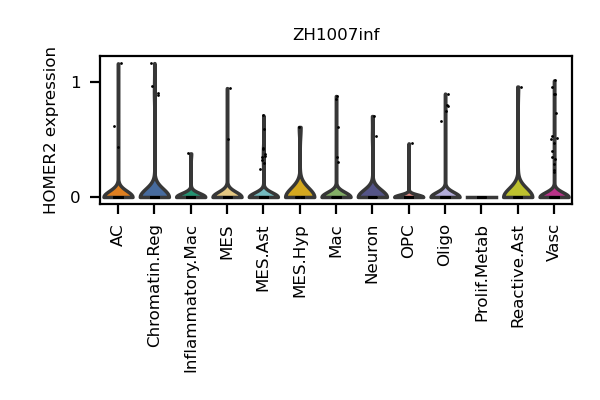 ZH1007inf
HOMER2 expression
1
0
AC
Chromatin.Reg
Inflammatory.Mac
MES
MES.Ast
MES.Hyp
Mac
Neuron
OPC
Oligo
Prolif.Metab
Reactive.Ast
Vasc